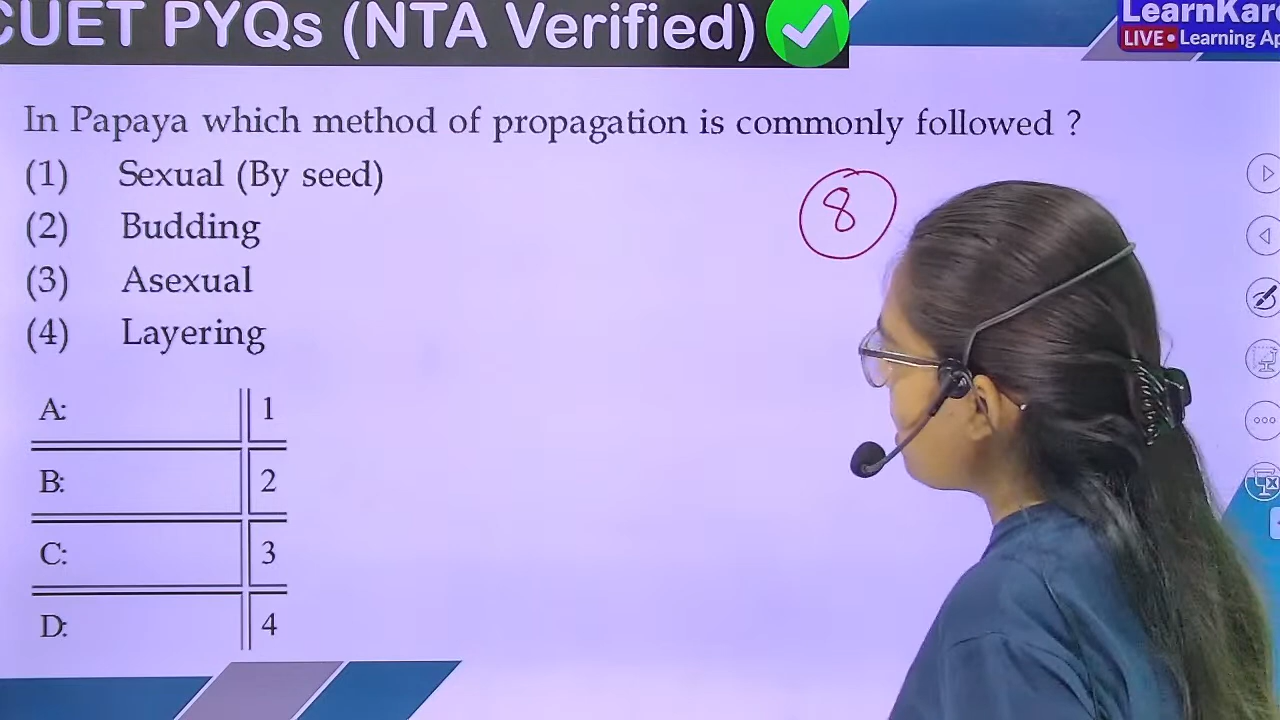 CUET PYQs (NTA Verified)
LearnKar
LIVE • Learning Ap
In Papaya which method of propagation is commonly followed ?
(1) Sexual (By seed)
(2) Budding
(3) Asexual
(4) Layering
8
A: 1
B: 2
C: 3
D: 4